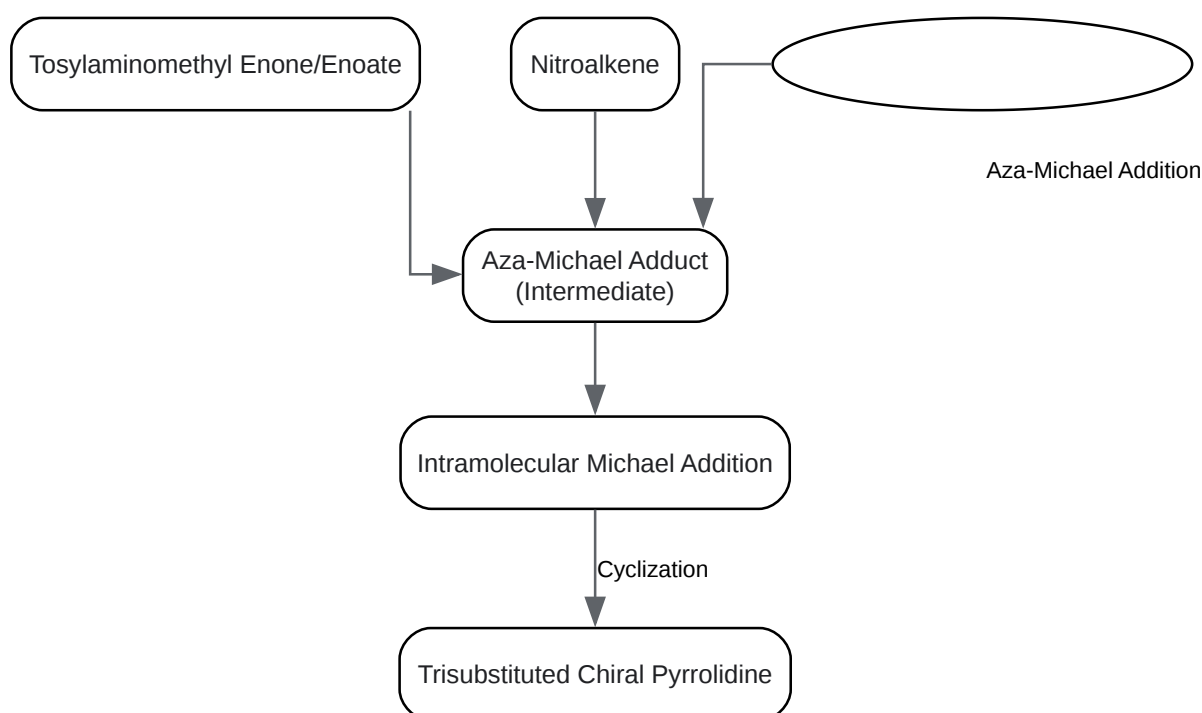 Tosylaminomethyl Enone/Enoate
Nitroalkene
Aza-Michael Addition
Aza-Michael Adduct
(Intermediate)
Intramolecular Michael Addition
Cyclization
Trisubstituted Chiral Pyrrolidine